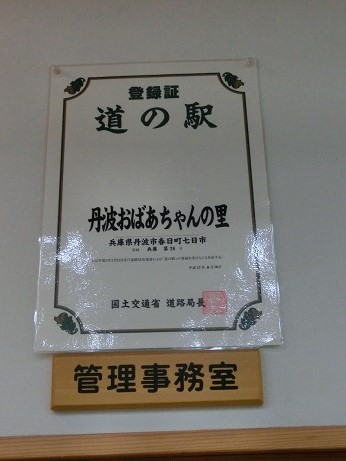 登録証
道の駅
丹波おばあちゃんの里
兵庫県丹波市春日町七日市
国土交通省 道路局長
管理事務室